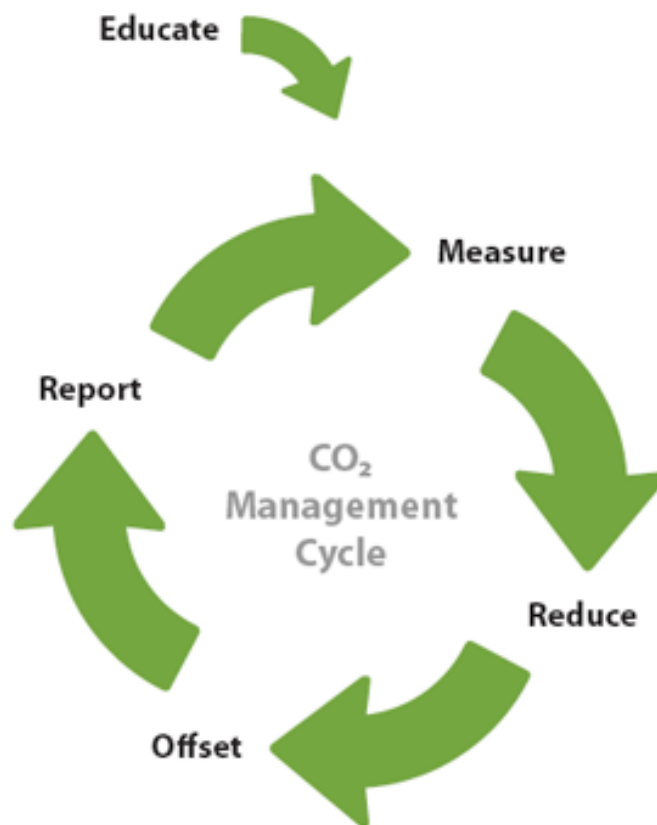 Educate
Measure
Report
CO₂
Management
Cycle
Reduce
Offset